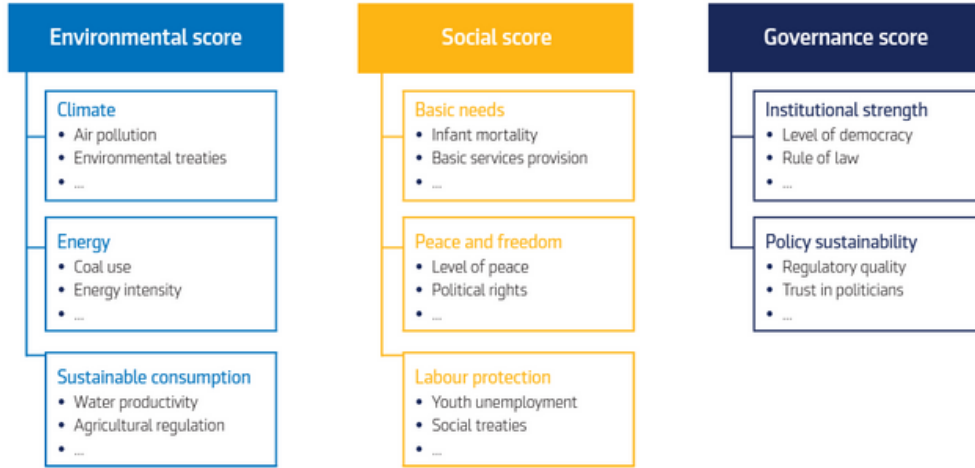 Environmental score
Climate
• Air pollution
• Environmental treaties
• ...
Energy
• Coal use
• Energy intensity
• ...
Sustainable consumption
• Water productivity
• Agricultural regulation
• ...
Social score
Basic needs
• Infant mortality
• Basic services provision
• ...
Peace and freedom
• Level of peace
• Political rights
• ...
Labour protection
• Youth unemployment
• Social treaties
• ...
Governance score
Institutional strength
• Level of democracy
• Rule of law
• ...
Policy sustainability
• Regulatory quality
• Trust in politicians
• ...